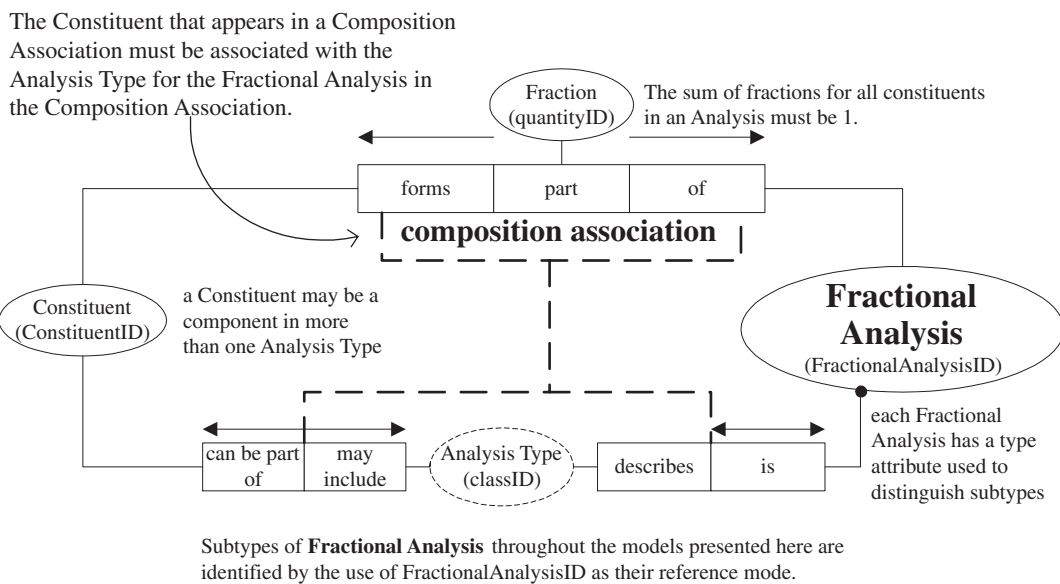 The Constituent that appears in a Composition
Association must be associated with the
Analysis Type for the Fractional Analysis in
the Composition Association.
Fraction
(quantityID)
The sum of fractions for all constituents
in an Analysis must be 1.
forms
part
of
composition association
Constituent
(ConstituentID)
a Constituent may be a
component in more
than one Analysis Type
Fractional
Analysis
(FractionalAnalysisID)
can be part
of
may
include
Analysis Type
(classID)
describes
is
each Fractional
Analysis has a type
attribute used to
distinguish subtypes
Subtypes of Fractional Analysis throughout the models presented here are
identified by the use of FractionalAnalysisID as their reference mode.